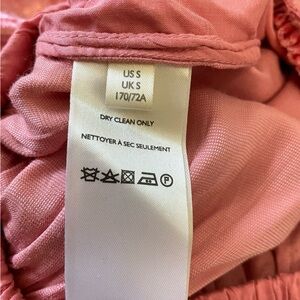 US S
UK S
170/72A
DRY CLEAN ONLY
NETTOYER À SEC SEULEMENT
P